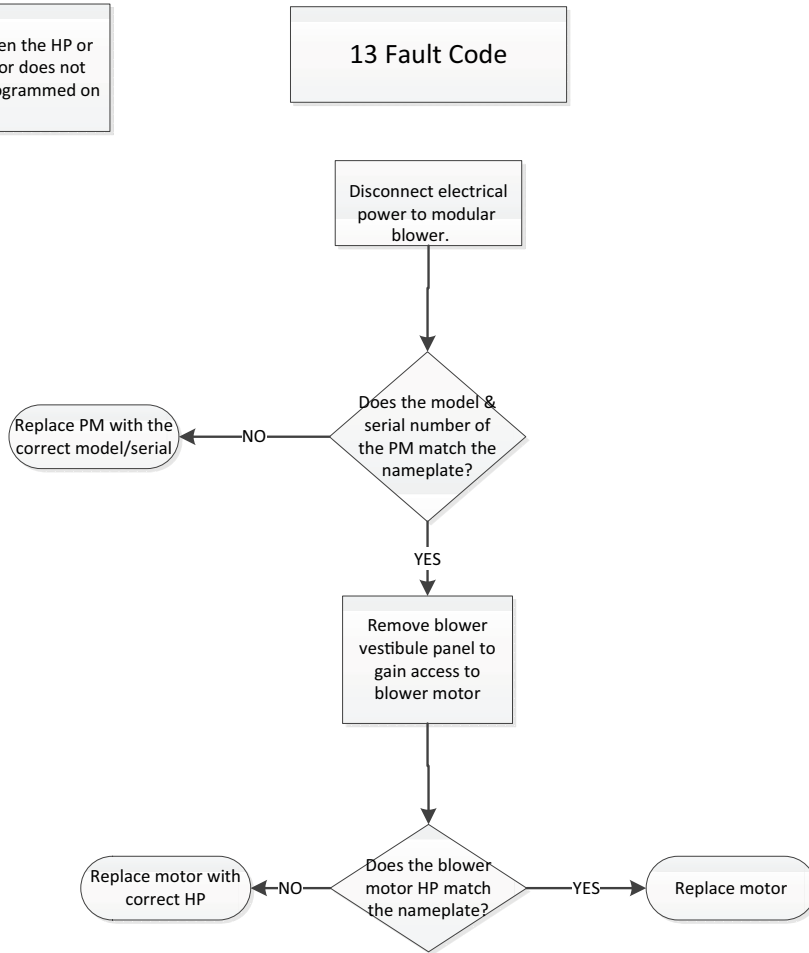 en the HP or
or does not
grammed on
13 Fault Code
Disconnect electrical
power to modular
blower.
Does the model &
serial number of
the PM match the
nameplate?
NO
Replace PM with the
correct model/serial
YES
Remove blower
vestibule panel to
gain access to
blower motor
Does the blower
motor HP match
the nameplate?
NO
Replace motor with
correct HP
YES
Replace motor